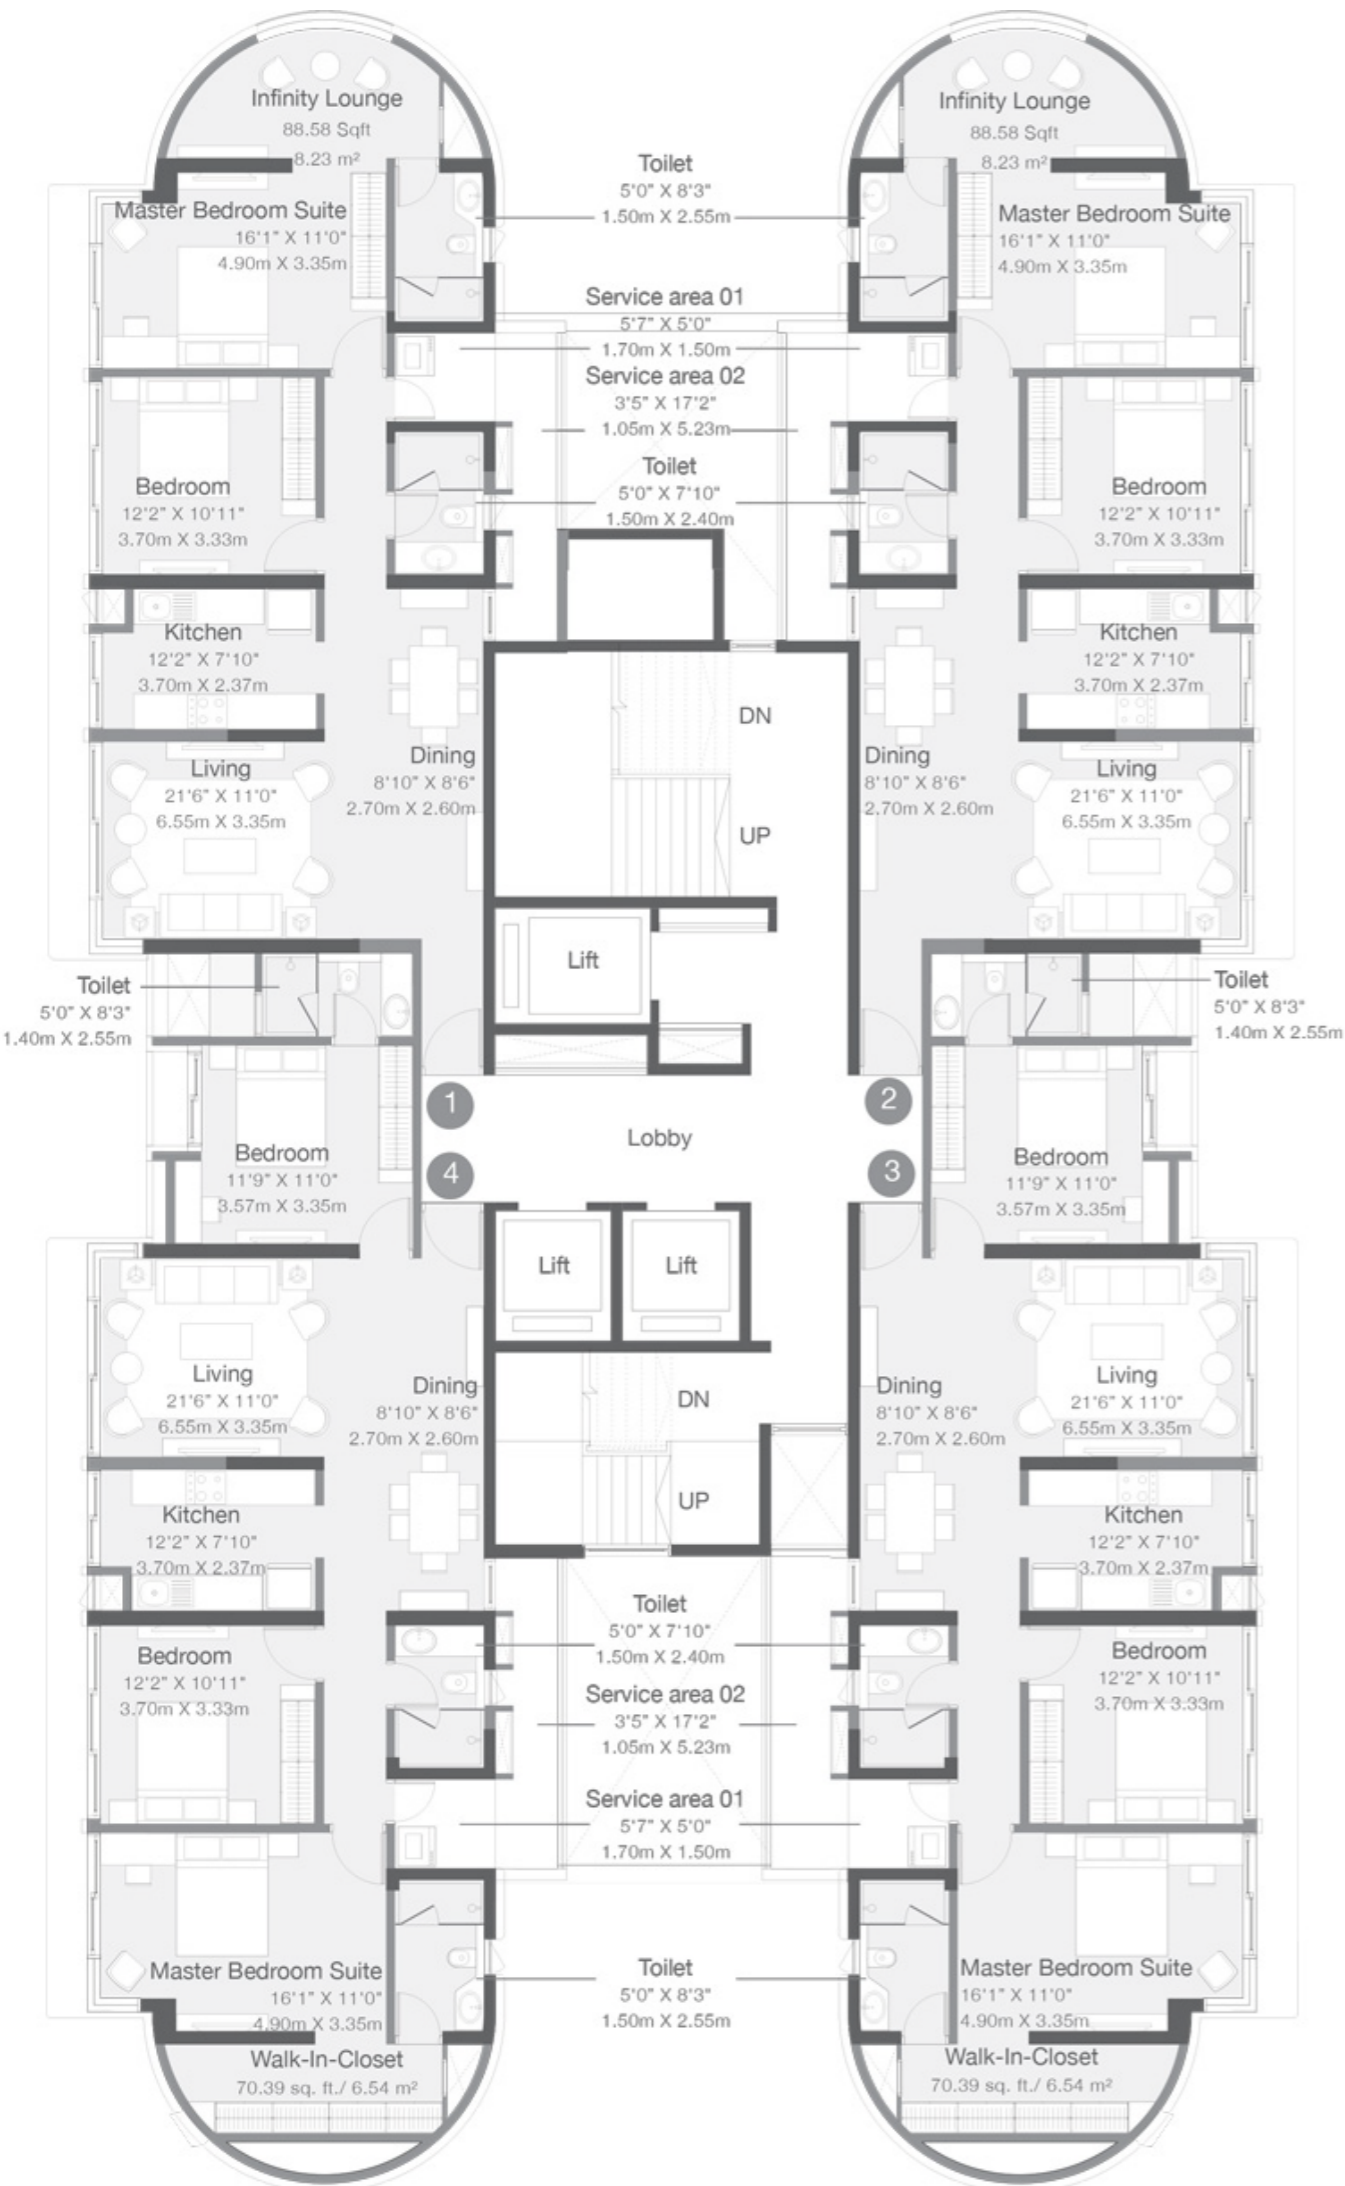 Infinity Lounge
88.58 Sqft
8.23 m²
Infinity Lounge
88.58 Sqft
8.23 m²
Toilet
5'0" X 8'3"
1.50m X 2.55m
Master Bedroom Suite
16'1" X 11'0"
4.90m X 3.35m
Master Bedroom Suite
16'1" X 11'0"
4.90m X 3.35m
Service area 01
5'7" X 5'0"
1.70m X 1.50m
Service area 02
3'5" X 17'2"
1.05m X 5.23m
Toilet
5'0" X 7'10"
1.50m X 2.40m
Bedroom
12'2" X 10'11"
3.70m X 3.33m
Bedroom
12'2" X 10'11"
3.70m X 3.33m
Kitchen
12'2" X 7'10"
3.70m X 2.37m
Kitchen
12'2" X 7'10"
3.70m X 2.37m
DN
UP
Living
21'6" X 11'0"
6.55m X 3.35m
Dining
8'10" X 8'6"
2.70m X 2.60m
Dining
8'10" X 8'6"
2.70m X 2.60m
Living
21'6" X 11'0"
6.55m X 3.35m
Lift
Toilet
5'0" X 8'3"
1.40m X 2.55m
Toilet
5'0" X 8'3"
1.40m X 2.55m
1
2
Lobby
4
3
Bedroom
11'9" X 11'0"
3.57m X 3.35m
Bedroom
11'9" X 11'0"
3.57m X 3.35m
Lift
Lift
Living
21'6" X 11'0"
6.55m X 3.35m
Dining
8'10" X 8'6"
2.70m X 2.60m
DN
UP
Dining
8'10" X 8'6"
2.70m X 2.60m
Living
21'6" X 11'0"
6.55m X 3.35m
Kitchen
12'2" X 7'10"
3.70m X 2.37m
Kitchen
12'2" X 7'10"
3.70m X 2.37m
Toilet
5'0" X 7'10"
1.50m X 2.40m
Bedroom
12'2" X 10'11"
3.70m X 3.33m
Bedroom
12'2" X 10'11"
3.70m X 3.33m
Service area 02
3'5" X 17'2"
1.05m X 5.23m
Service area 01
5'7" X 5'0"
1.70m X 1.50m
Master Bedroom Suite
16'1" X 11'0"
4.90m X 3.35m
Toilet
5'0" X 8'3"
1.50m X 2.55m
Master Bedroom Suite
16'1" X 11'0"
4.90m X 3.35m
Walk-In-Closet
70.39 sq. ft./ 6.54 m²
Walk-In-Closet
70.39 sq. ft./ 6.54 m²